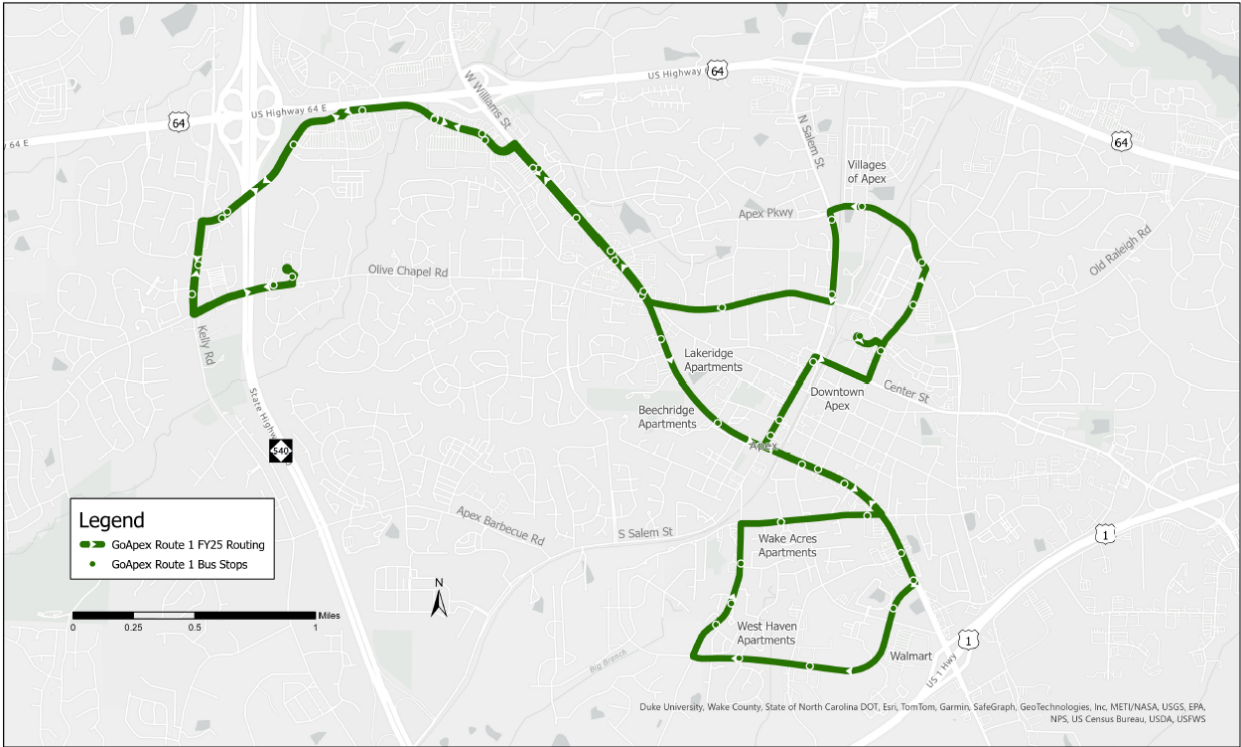 US Highway 64 E
64
W Williams St
US Highway 64
64
64 E
64
N Salem St
Villages
of Apex
Apex Pkwy
Old Raleigh Rd
Olive Chapel Rd
Kelly Rd
State Highway
540
Lakeridge
Apartments
Beechridge
Apartments
Downtown
Apex
Center St
Apex
Apex Barbecue Rd
S Salem St
Wake Acres
Apartments
West Haven
Apartments
Big Branch
Walmart
US 1 Hwy
1
1
Legend
GoApex Route 1 FY25 Routing
GoApex Route 1 Bus Stops
N
Miles
0 0.25 0.5 1
Duke University, Wake County, State of North Carolina DOT, Esri, TomTom, Garmin, SafeGraph, GeoTechnologies, Inc, METI/NASA, USGS, EPA,
NPS, US Census Bureau, USDA, USFWS